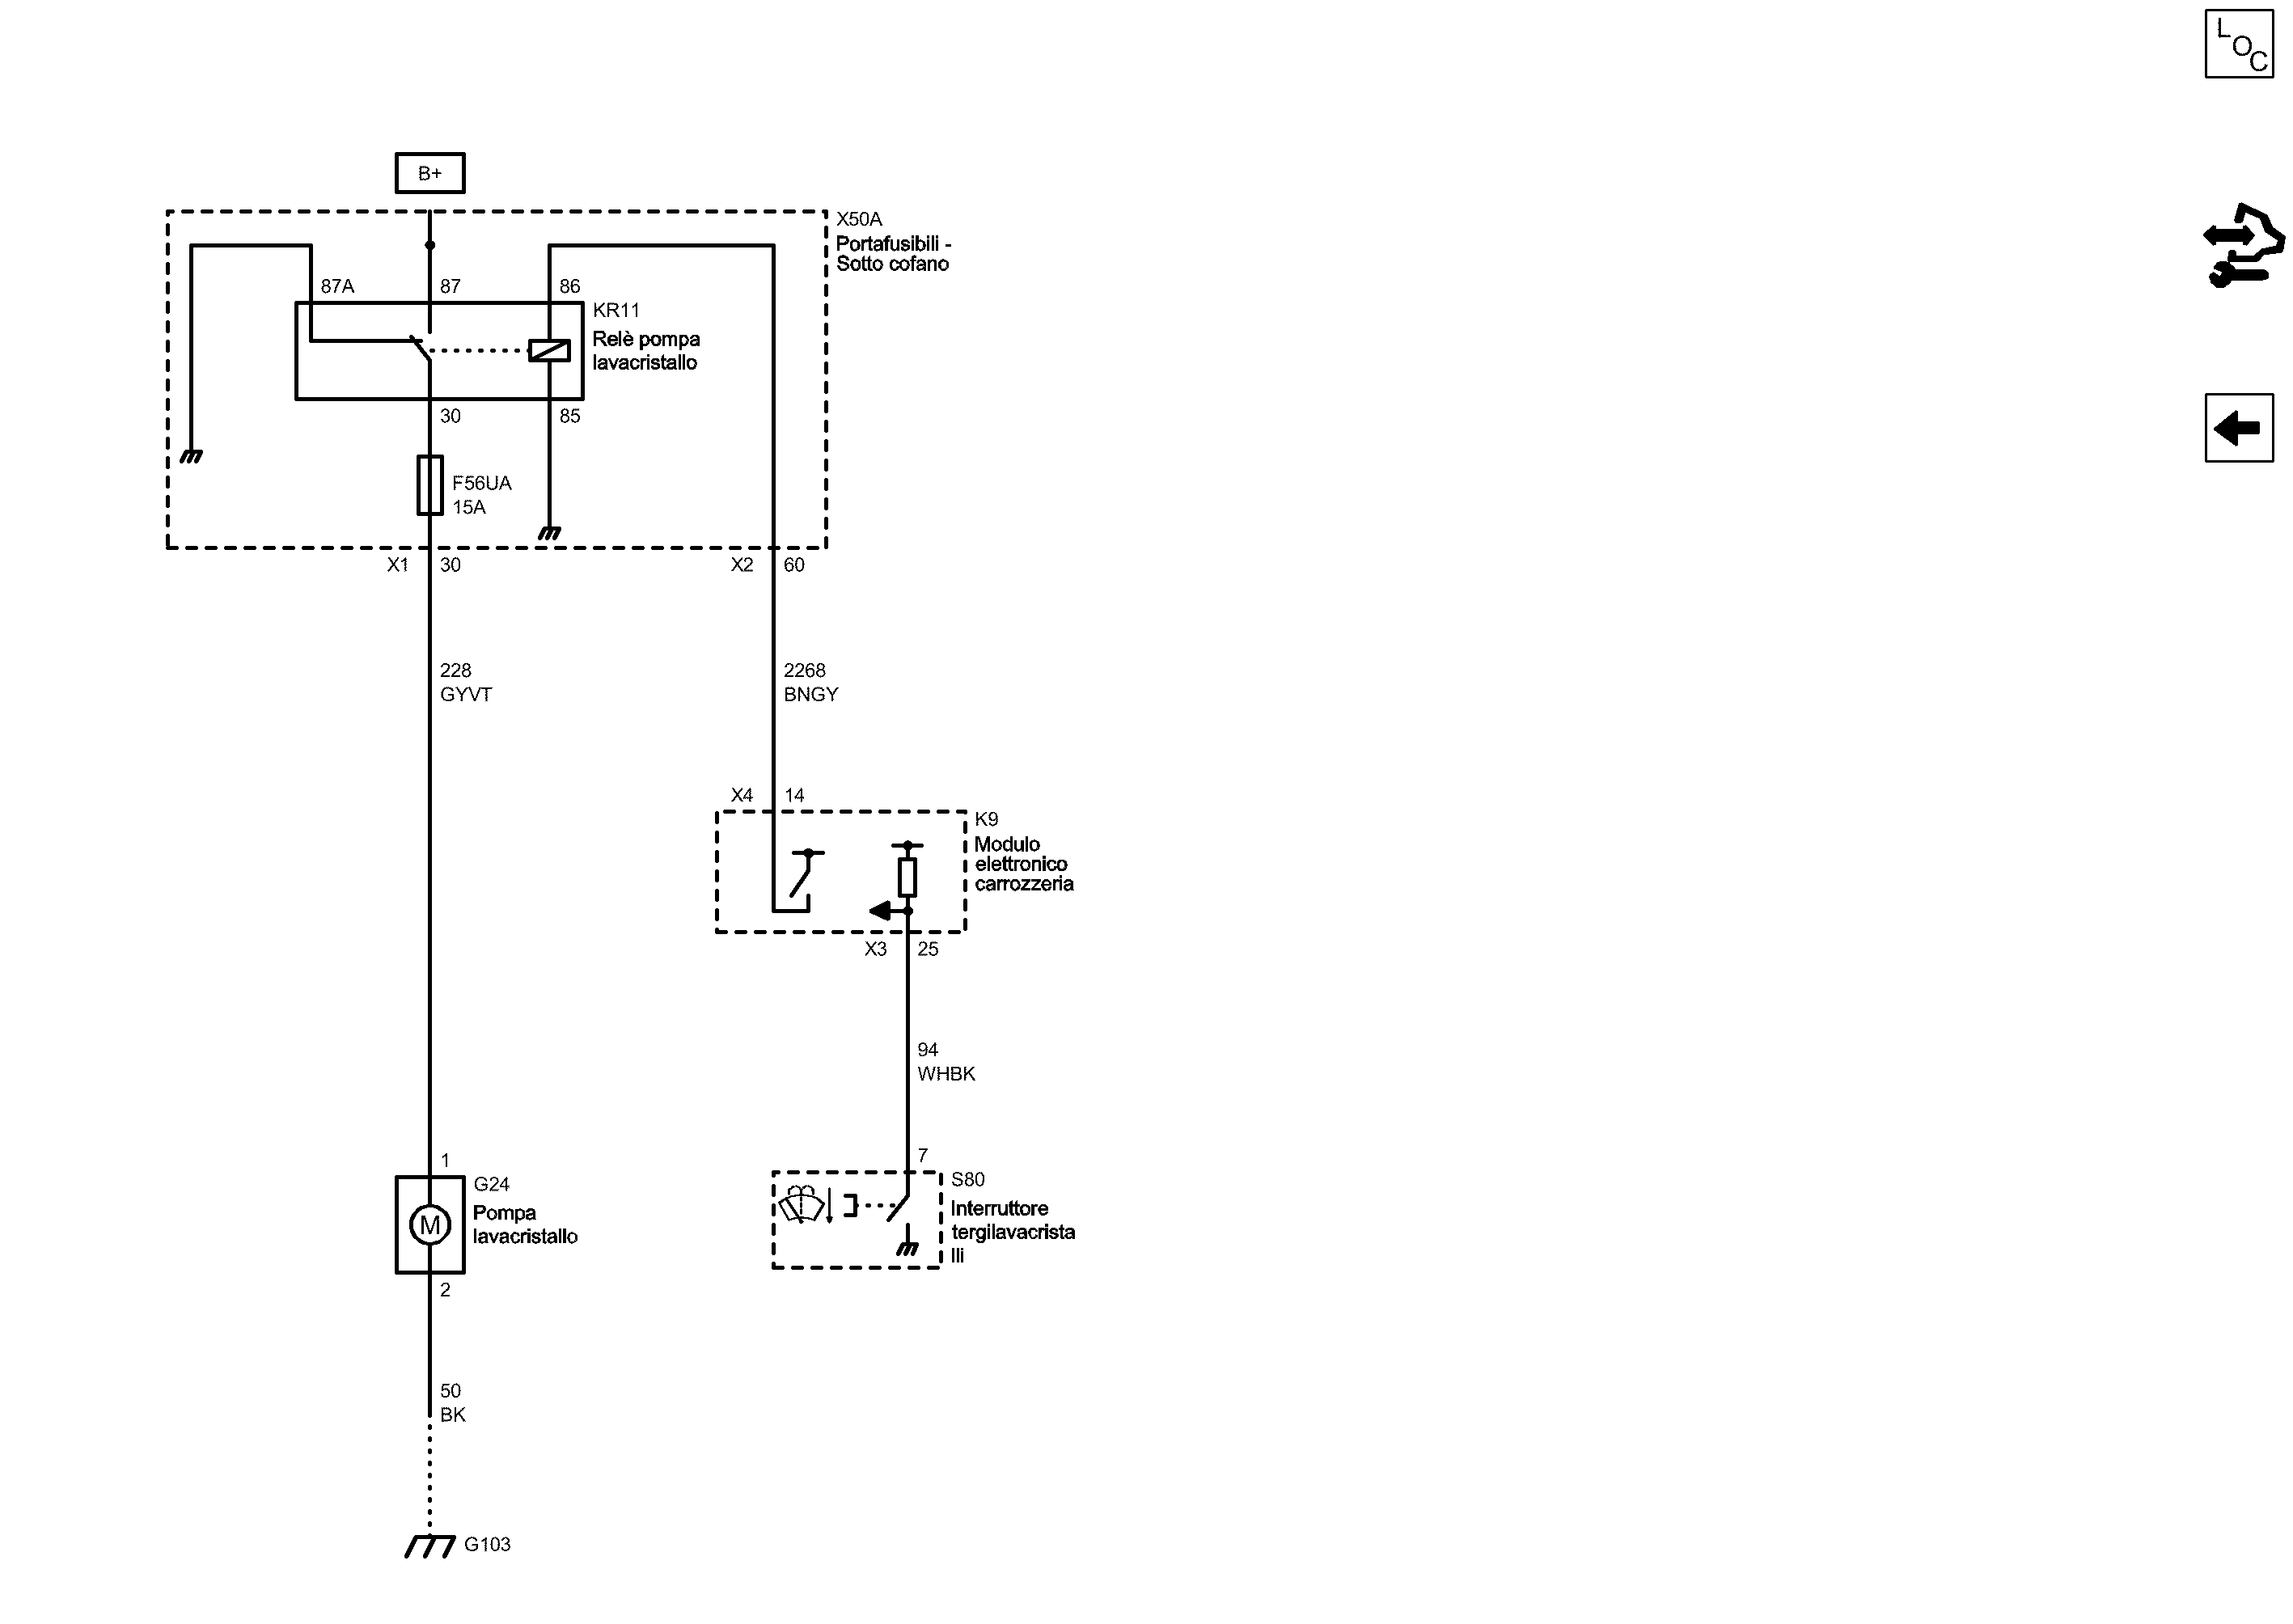 LOC
B+
X50A
Portafusibili -
Sotto cofano
87A
87
86
KR11
Relè pompa
lavacristallo
30
85
F56UA
15A
X1
30
X2
60
228
GYVT
2268
BNGY
X4
14
K9
Modulo
elettronico
carrozzeria
X3
25
94
WHBK
7
1
G24
Pompa
lavacristallo
M
2
S80
Interruttore
tergilavacrista
lli
50
BK
G103